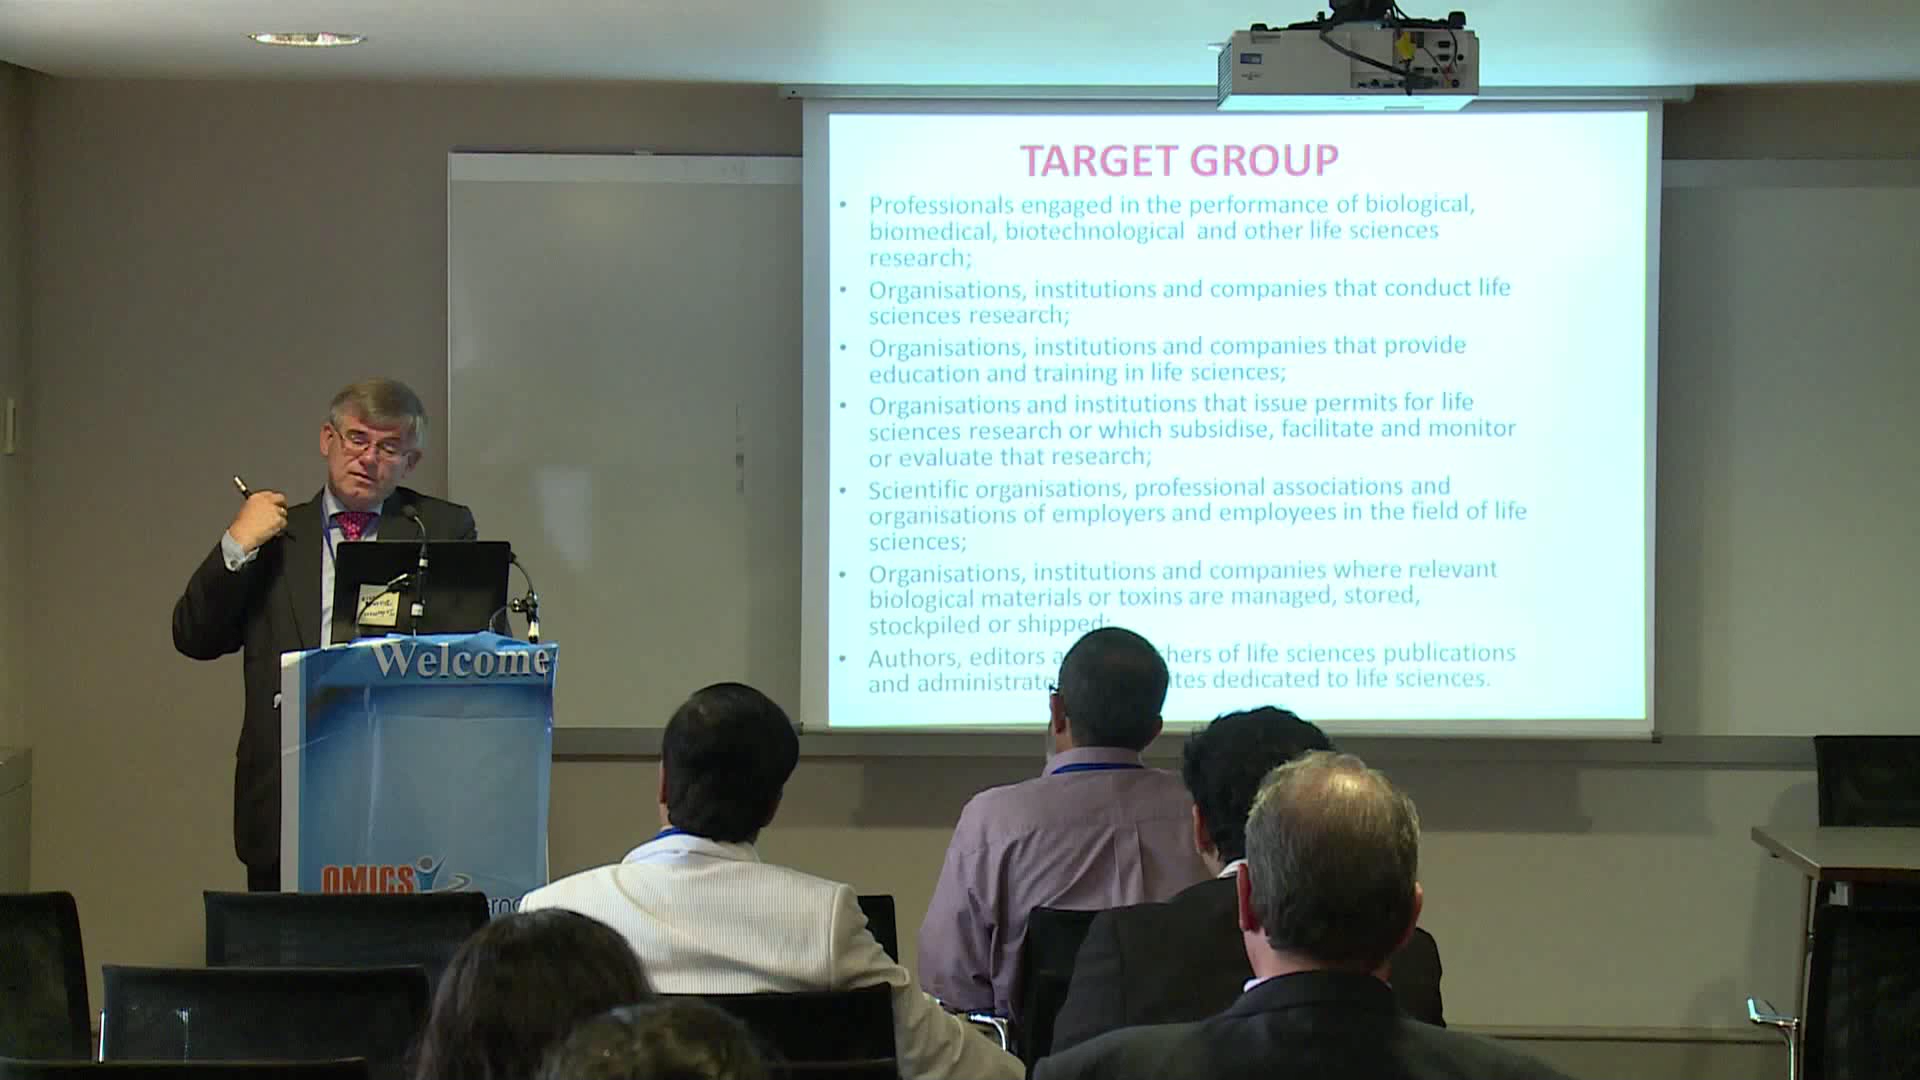 TARGET GROUP
• Professionals engaged in the performance of biological,
biomedical, biotechnological and other life sciences
research;
• Organisations, institutions and companies that conduct life
sciences research;
• Organisations, institutions and companies that provide
education and training in life sciences;
• Organisations and institutions that issue permits for life
sciences research or which subsidise, facilitate and monitor
or evaluate that research;
• Scientific organisations, professional associations and
organisations of employers and employees in the field of life
sciences;
• Organisations, institutions and companies where relevant
biological materials or toxins are managed, stored,
stockpiled or shipped;
• Authors, editors of life sciences publications
and dedicated to life sciences.
Welcome
OMICS